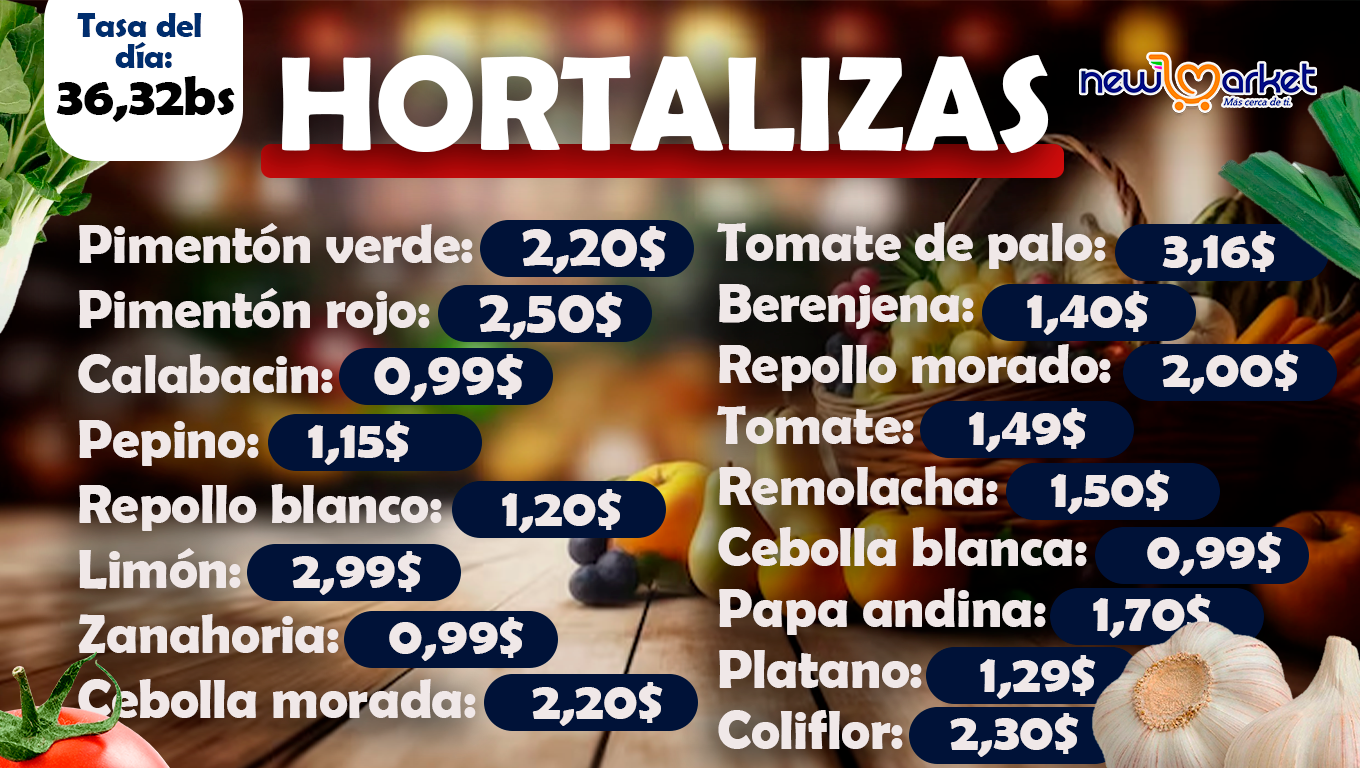 Tasa del
día:
36,32bs
HORTALIZAS
new market
Más cerca de ti.
Pimentón verde: 2,20$
Pimentón rojo: 2,50$
Calabacin: 0,99$
Pepino: 1,15$
Repollo blanco: 1,20$
Limón: 2,99$
Zanahoria: 0,99$
Cebolla morada: 2,20$
Tomate de palo: 3,16$
Berenjena: 1,40$
Repollo morado: 2,00$
Tomate: 1,49$
Remolacha: 1,50$
Cebolla blanca: 0,99$
Papa andina: 1,70$
Platano: 1,29$
Coliflor: 2,30$